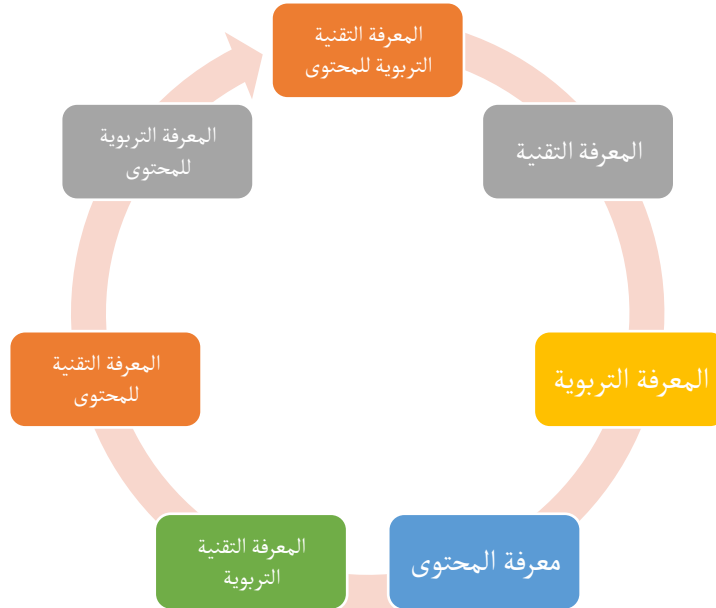 المعرفة التقنية
التربوية للمحتوى
المعرفة التقنية
المعرفة التربوية
معرفة المحتوى
المعرفة التقنية
التربوية
المعرفة التقنية
للمحتوى
المعرفة التربوية
للمحتوى